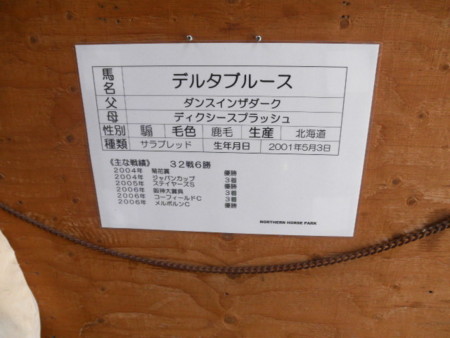 馬名 デルタブルース
父 ダンスインザダーク
母 ディクシースプラッシュ
性別 騸 毛色 鹿毛 生産 北海道
種類 サラブレッド 生年月日 2001年5月3日
《主な戦績》 32戦6勝
2004年 菊花賞 優勝
2004年 ジャパンカップ 3着
2005年 ステイヤーズS 優勝
2006年 阪神大賞典 3着
2006年 コーフィールドC 3着
2006年 メルボルンC 優勝
NORTHERN HORSE PARK